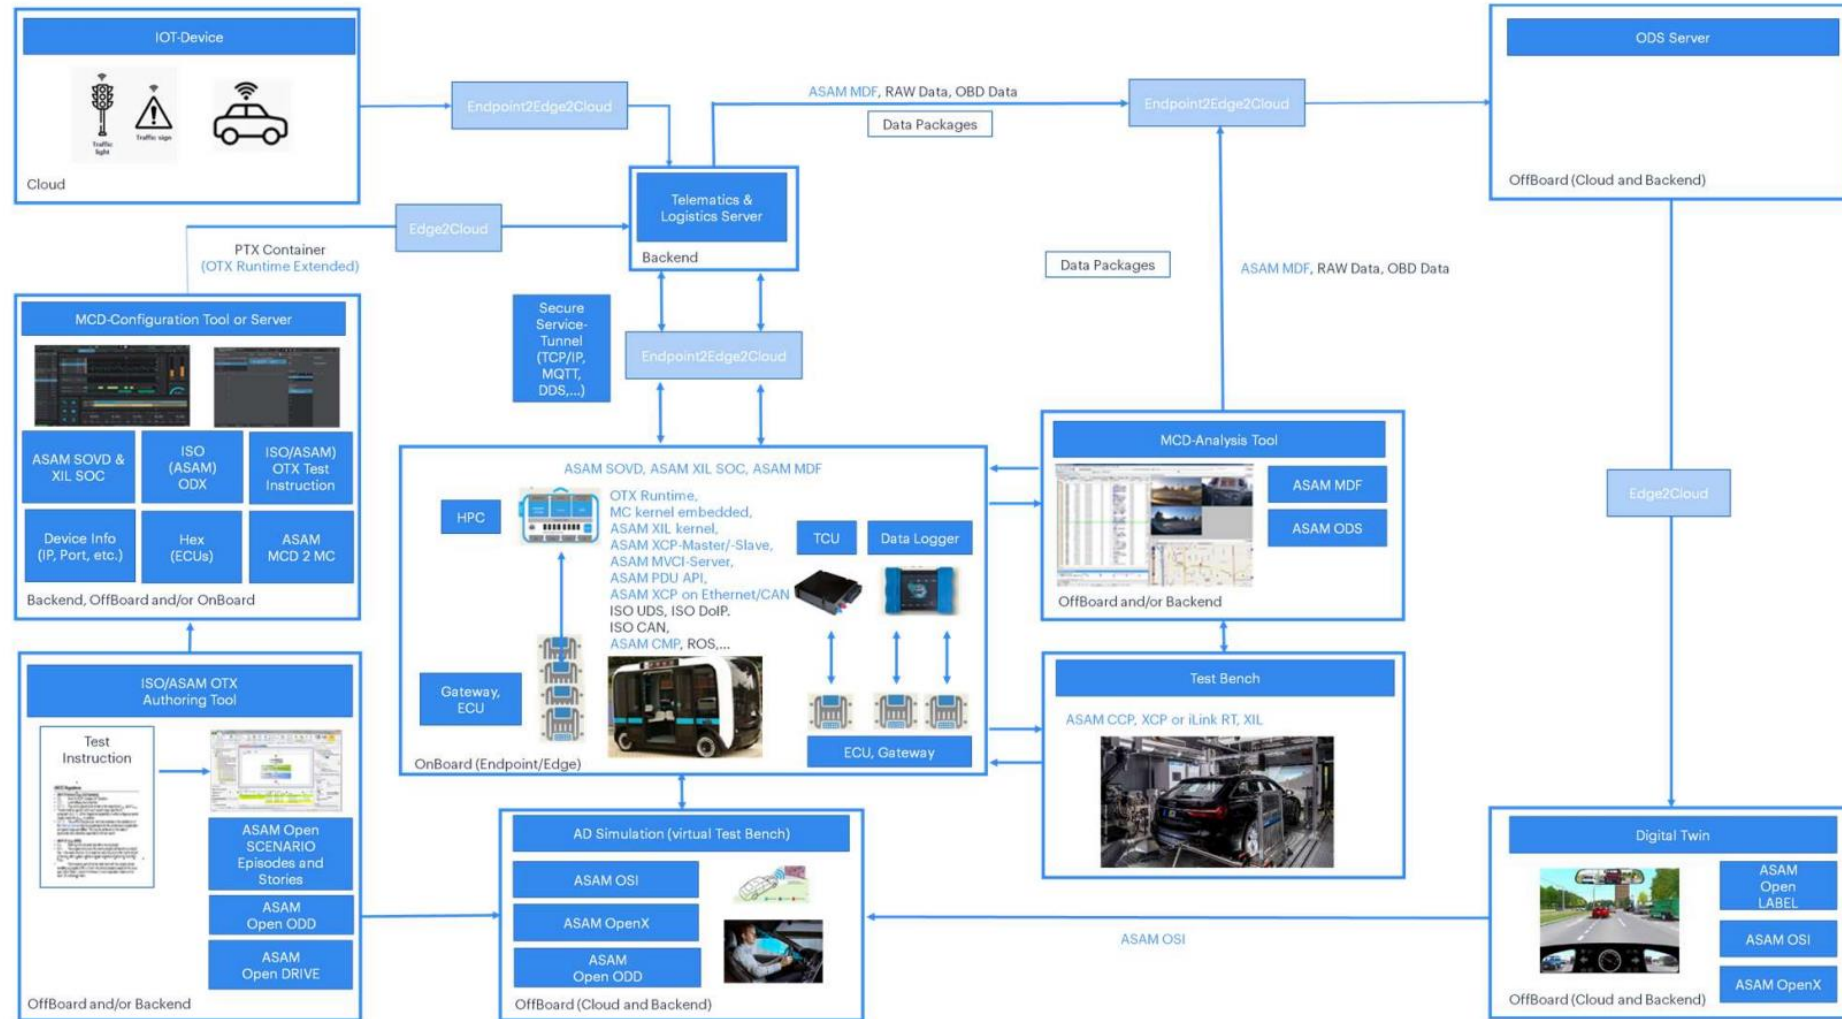 IOT-Device
Traffic
light
Traffic sign
Cloud
Endpoint2Edge2Cloud
ASAM MDF, RAW Data, OBD Data
Data Packages
Endpoint2Edge2Cloud
ODS Server
OffBoard (Cloud and Backend)
Telematics &
Logistics Server
Backend
Edge2Cloud
PTX Container
(OTX Runtime Extended)
Data Packages
ASAM MDF, RAW Data, OBD Data
MCD-Configuration Tool or Server
ASAM SOVD &
XIL SOC
ISO
(ASAM)
ODX
ISO/ASAM)
OTX Test
Instruction
Device Info
(IP, Port, etc.)
Hex
(ECUs)
ASAM
MCD 2 MC
Backend, OffBoard and/or OnBoard
Secure
Service-
Tunnel
(TCP/IP,
MQTT,
DDS,...)
Endpoint2Edge2Cloud
ASAM SOVD, ASAM XIL SOC, ASAM MDF
HPC
OTX Runtime,
MC kernel embedded,
ASAM XIL kernel,
ASAM XCP-Master/-Slave,
ASAM MVCI-Server,
ASAM PDU API,
ASAM XCP on Ethernet/CAN
ISO UDS, ISO DoIP.
ISO CAN,
ASAM CMP, ROS,...
TCU
Data Logger
Gateway,
ECU
ECU, Gateway
OnBoard (Endpoint/Edge)
MCD-Analysis Tool
ASAM MDF
ASAM ODS
OffBoard and/or Backend
Edge2Cloud
Test Bench
ASAM CCP, XCP or iLink RT, XIL
ISO/ASAM OTX
Authoring Tool
Test
Instruction
ASAM Open
SCENARIO
Episodes and
Stories
ASAM
Open ODD
ASAM
Open DRIVE
OffBoard and/or Backend
AD Simulation (virtual Test Bench)
ASAM OSI
ASAM OpenX
ASAM
Open ODD
OffBoard (Cloud and Backend)
ASAM OSI
Digital Twin
ASAM
Open
LABEL
ASAM OSI
ASAM OpenX
OffBoard (Cloud and Backend)